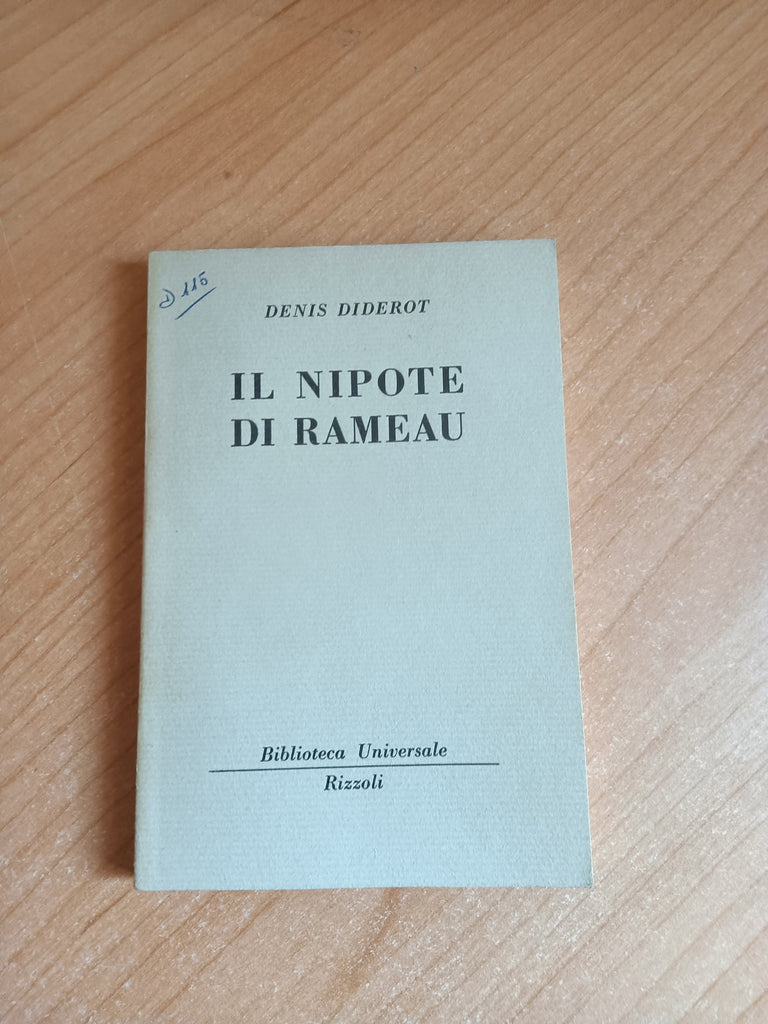 D 115
DENIS DIDEROT
IL NIPOTE
DI RAMEAU
Biblioteca Universale
Rizzoli